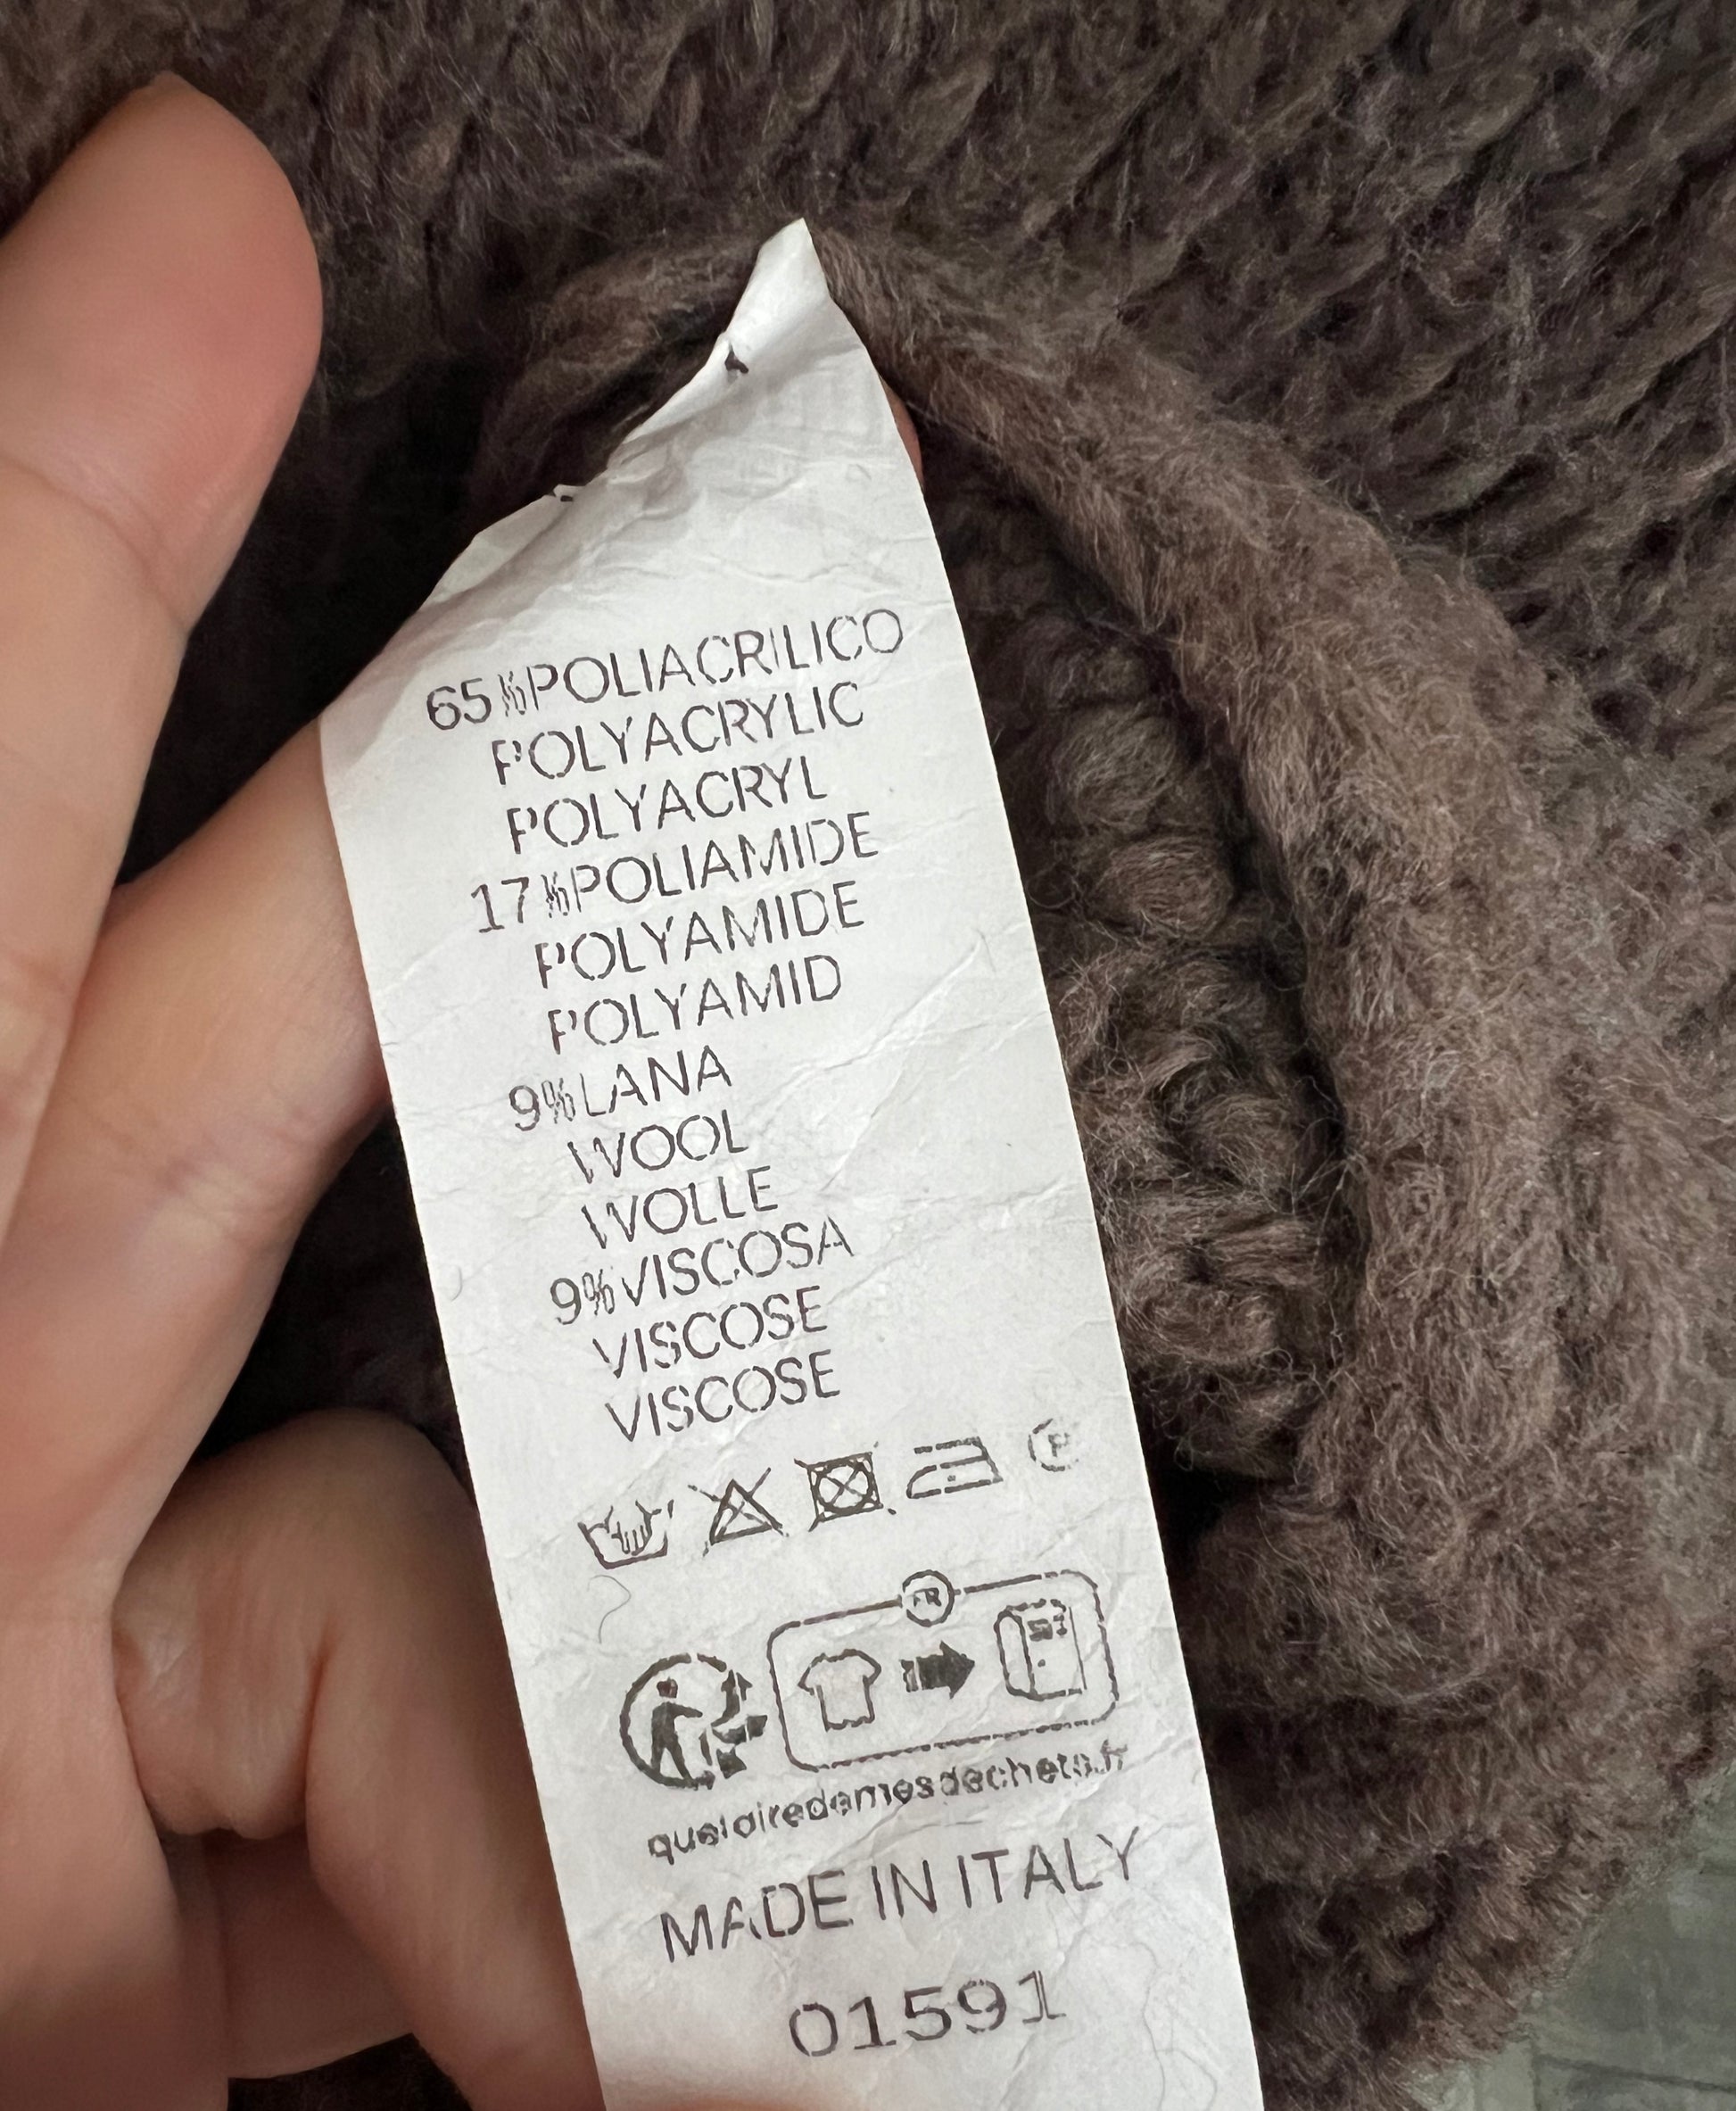 65%POLIACRILICO
POLYACRYLIC
POLYACRYL
17%POLIAMIDE
POLYAMIDE
POLYAMID
9%LANA
WOOL
WOLLE
9%VISCOSA
VISCOSE
VISCOSE
P
FR
quefairedemesdechets.fr
MADE IN ITALY
01591